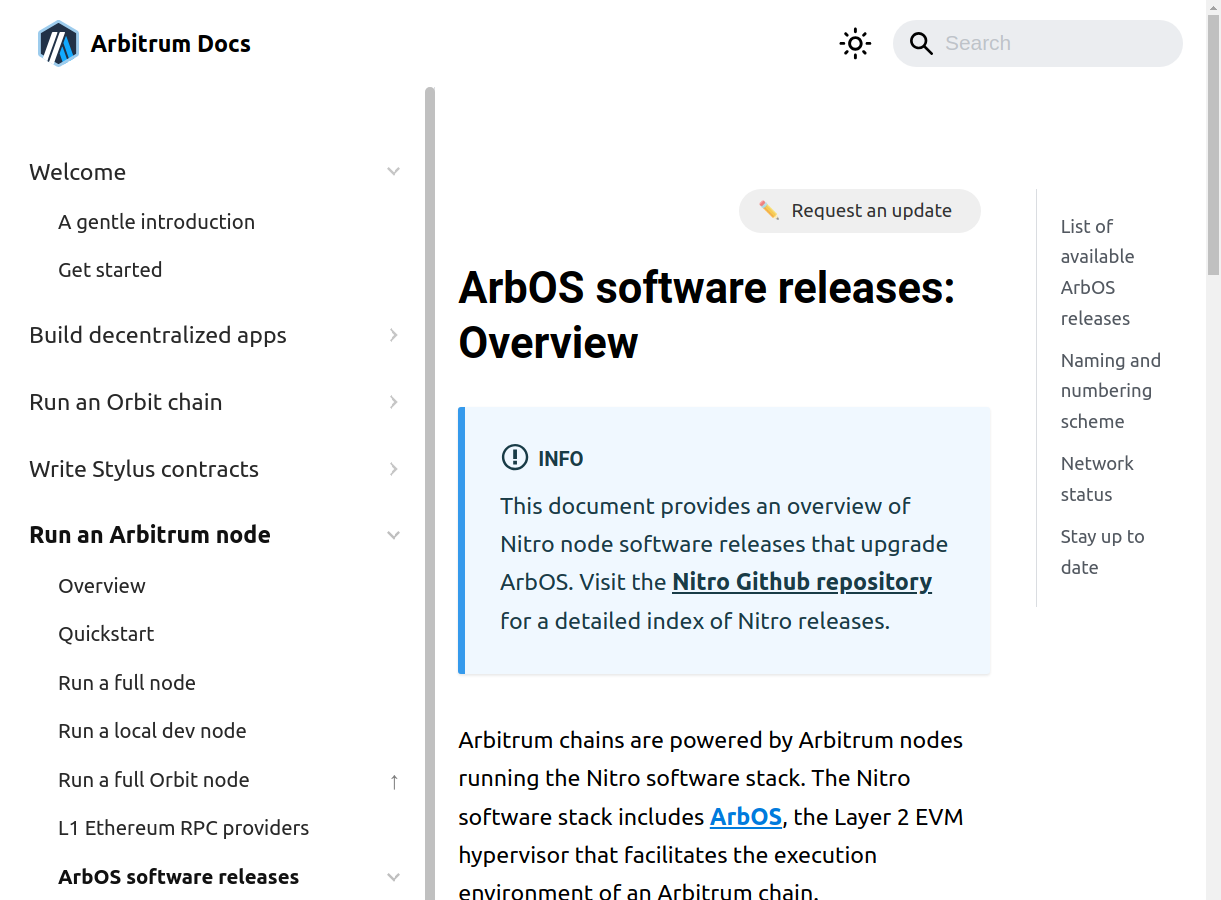 Arbitrum Docs
Search
Welcome
A gentle introduction
Get started
Build decentralized apps
Run an Orbit chain
Write Stylus contracts
Run an Arbitrum node
Overview
Quickstart
Run a full node
Run a local dev node
Run a full Orbit node ↑
L1 Ethereum RPC providers
ArbOS software releases
Request an update
ArbOS software releases:
Overview
INFO
This document provides an overview of
Nitro node software releases that upgrade
ArbOS. Visit the Nitro Github repository
for a detailed index of Nitro releases.
Arbitrum chains are powered by Arbitrum nodes
running the Nitro software stack. The Nitro
software stack includes ArbOS, the Layer 2 EVM
hypervisor that facilitates the execution
environment of an Arbitrum chain.
List of
available
ArbOS
releases
Naming and
numbering
scheme
Network
status
Stay up to
date